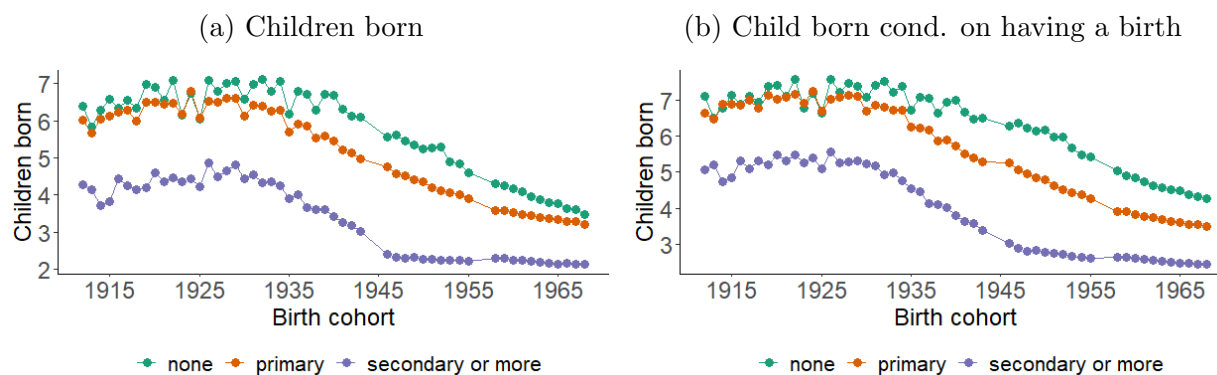 (a) Children born
Children born
7
6
5
4
3
2
1915 1925 1935 1945 1955 1965
Birth cohort
none primary secondary or more
(b) Child born cond. on having a birth
Children born
7
6
5
4
3
1915 1925 1935 1945 1955 1965
Birth cohort
none primary secondary or more